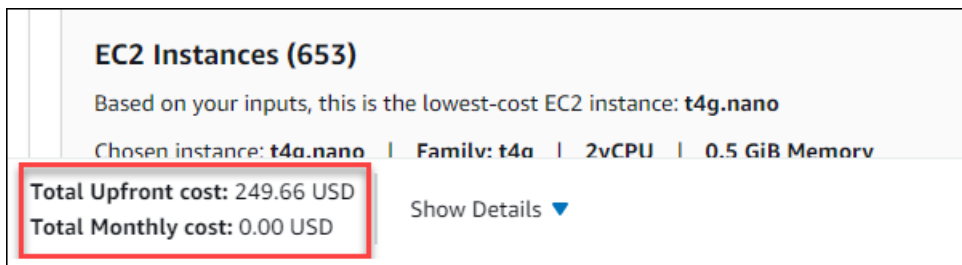 EC2 Instances (653)
Based on your inputs, this is the lowest-cost EC2 instance: t4g.nano
Chosen instance: t4g.nano | Family: t4g | 2vCPU | 0.5 GiB Memory
Total Upfront cost: 249.66 USD
Total Monthly cost: 0.00 USD
Show Details ▼